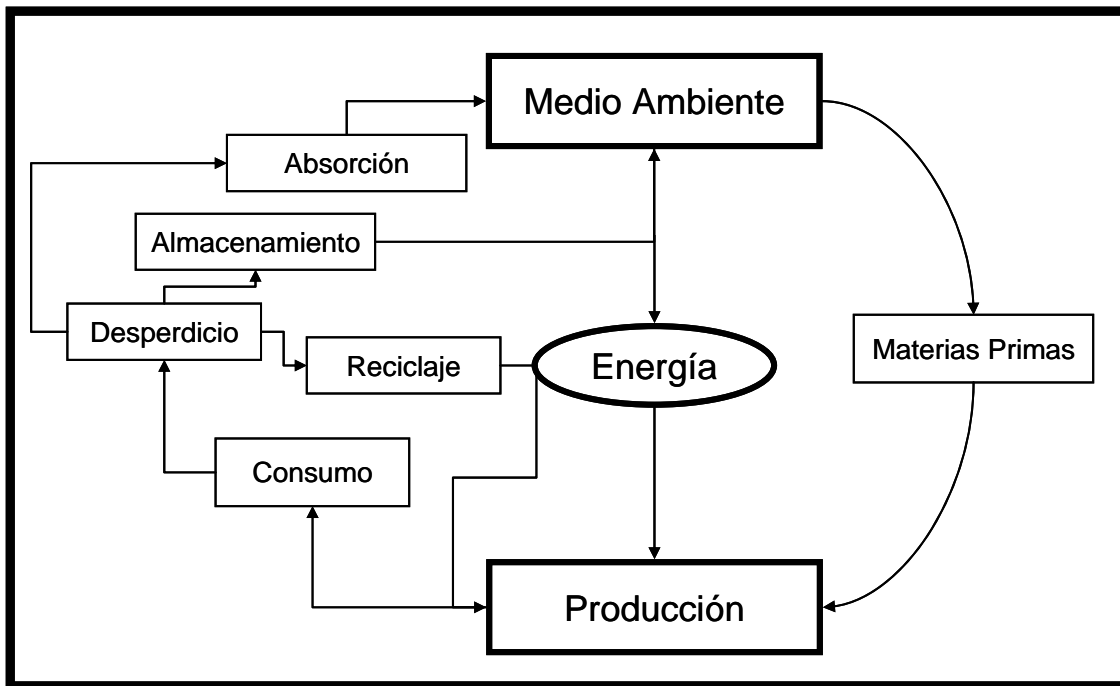 Medio Ambiente
Absorción
Almacenamiento
Desperdicio
Reciclaje
Energía
Materias Primas
Consumo
Producción